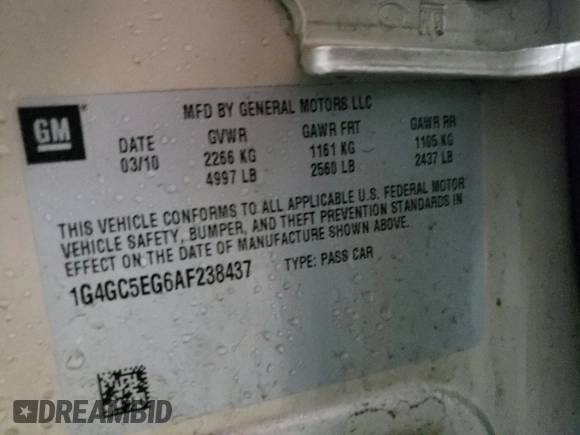 GM
®
MFD BY GENERAL MOTORS LLC
DATE GVWR GAWR FRT GAWR RR
03/10 2266 KG 1161 KG 1105 KG
4997 LB 2560 LB 2437 LB
THIS VEHICLE CONFORMS TO ALL APPLICABLE U.S. FEDERAL MOTOR
VEHICLE SAFETY, BUMPER, AND THEFT PREVENTION STANDARDS IN
EFFECT ON THE DATE OF MANUFACTURE SHOWN ABOVE.
1G4GC5EG6AF238437 TYPE: PASS CAR
DREAMBID